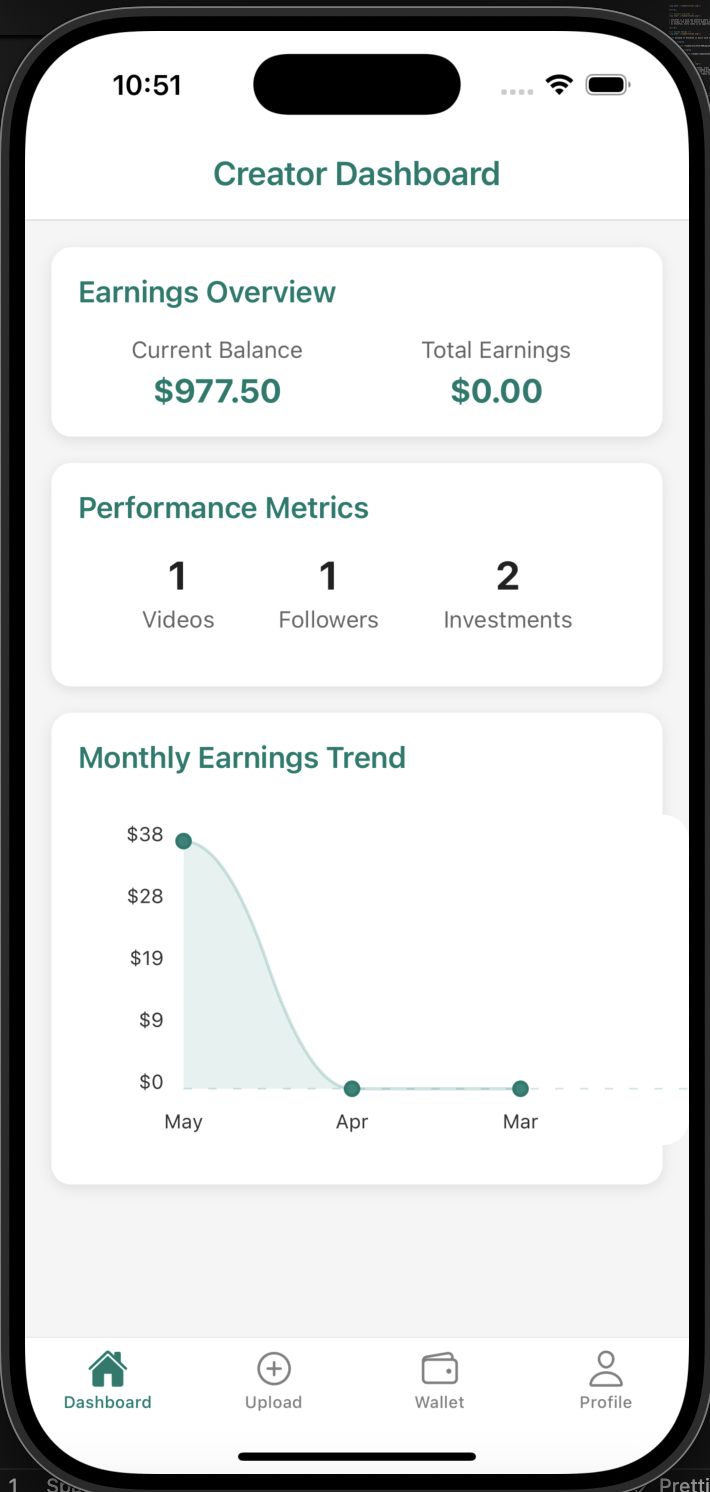 10:51
Creator Dashboard
Earnings Overview
Current Balance Total Earnings
$977.50 $0.00
Performance Metrics
1 1 2
Videos Followers Investments
Monthly Earnings Trend
$38
$28
$19
$9
$0
May Apr Mar
Dashboard Upload Wallet Profile
1